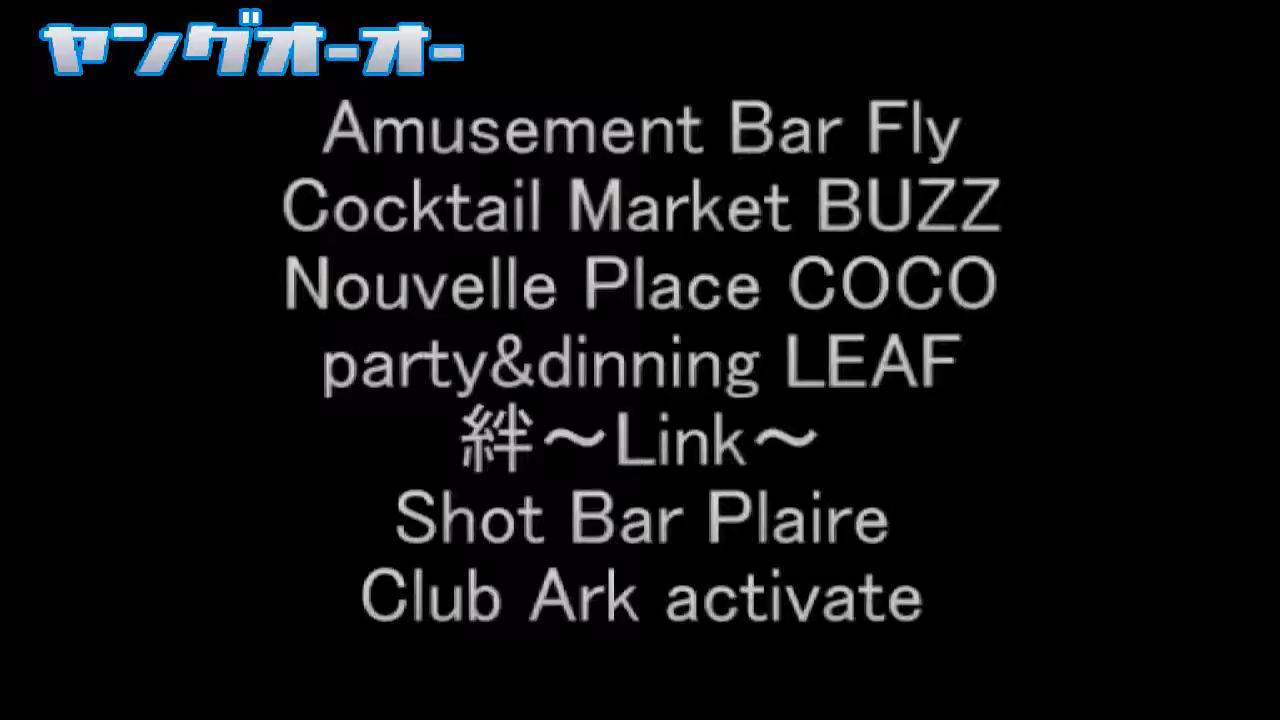 ヤングオーオー
Amusement Bar Fly
Cocktail Market BUZZ
Nouvelle Place COCO
party&dinning LEAF
絆～Link～
Shot Bar Plaire
Club Ark activate